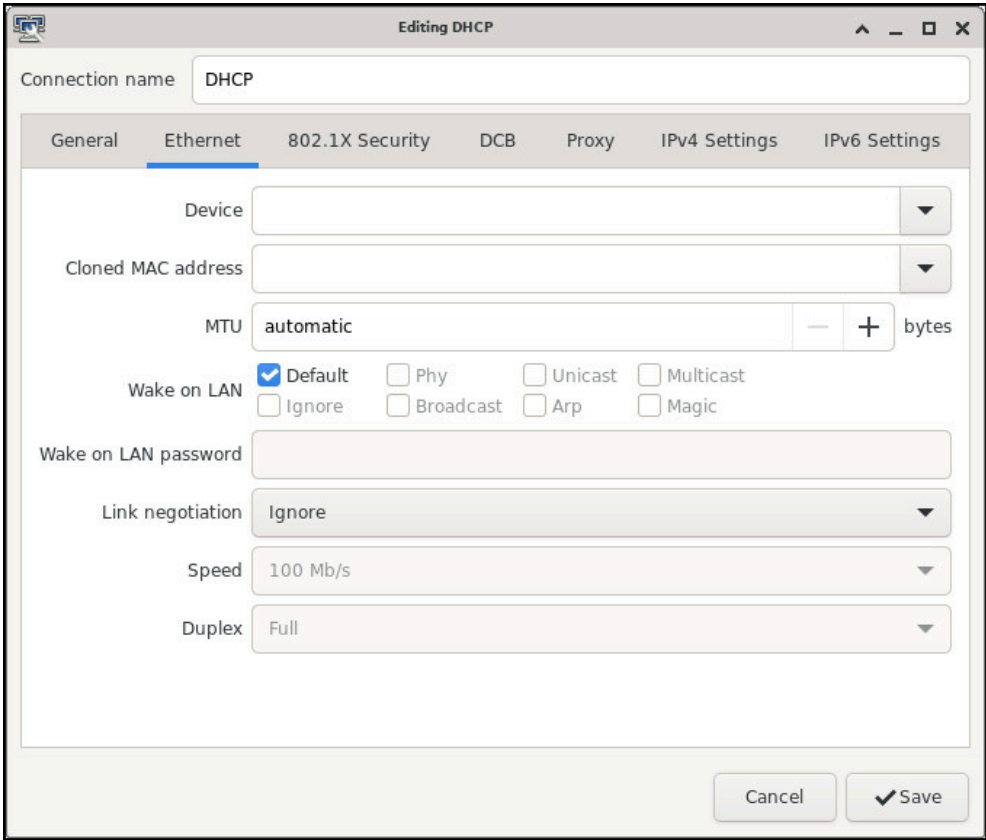 Editing DHCP
Connection name DHCP
General Ethernet 802.1X Security DCB Proxy IPv4 Settings IPv6 Settings
Device
Cloned MAC address
MTU automatic bytes
Wake on LAN Default Phy Unicast Multicast
Ignore Broadcast Arp Magic
Wake on LAN password
Link negotiation Ignore
Speed 100 Mb/s
Duplex Full
Cancel Save